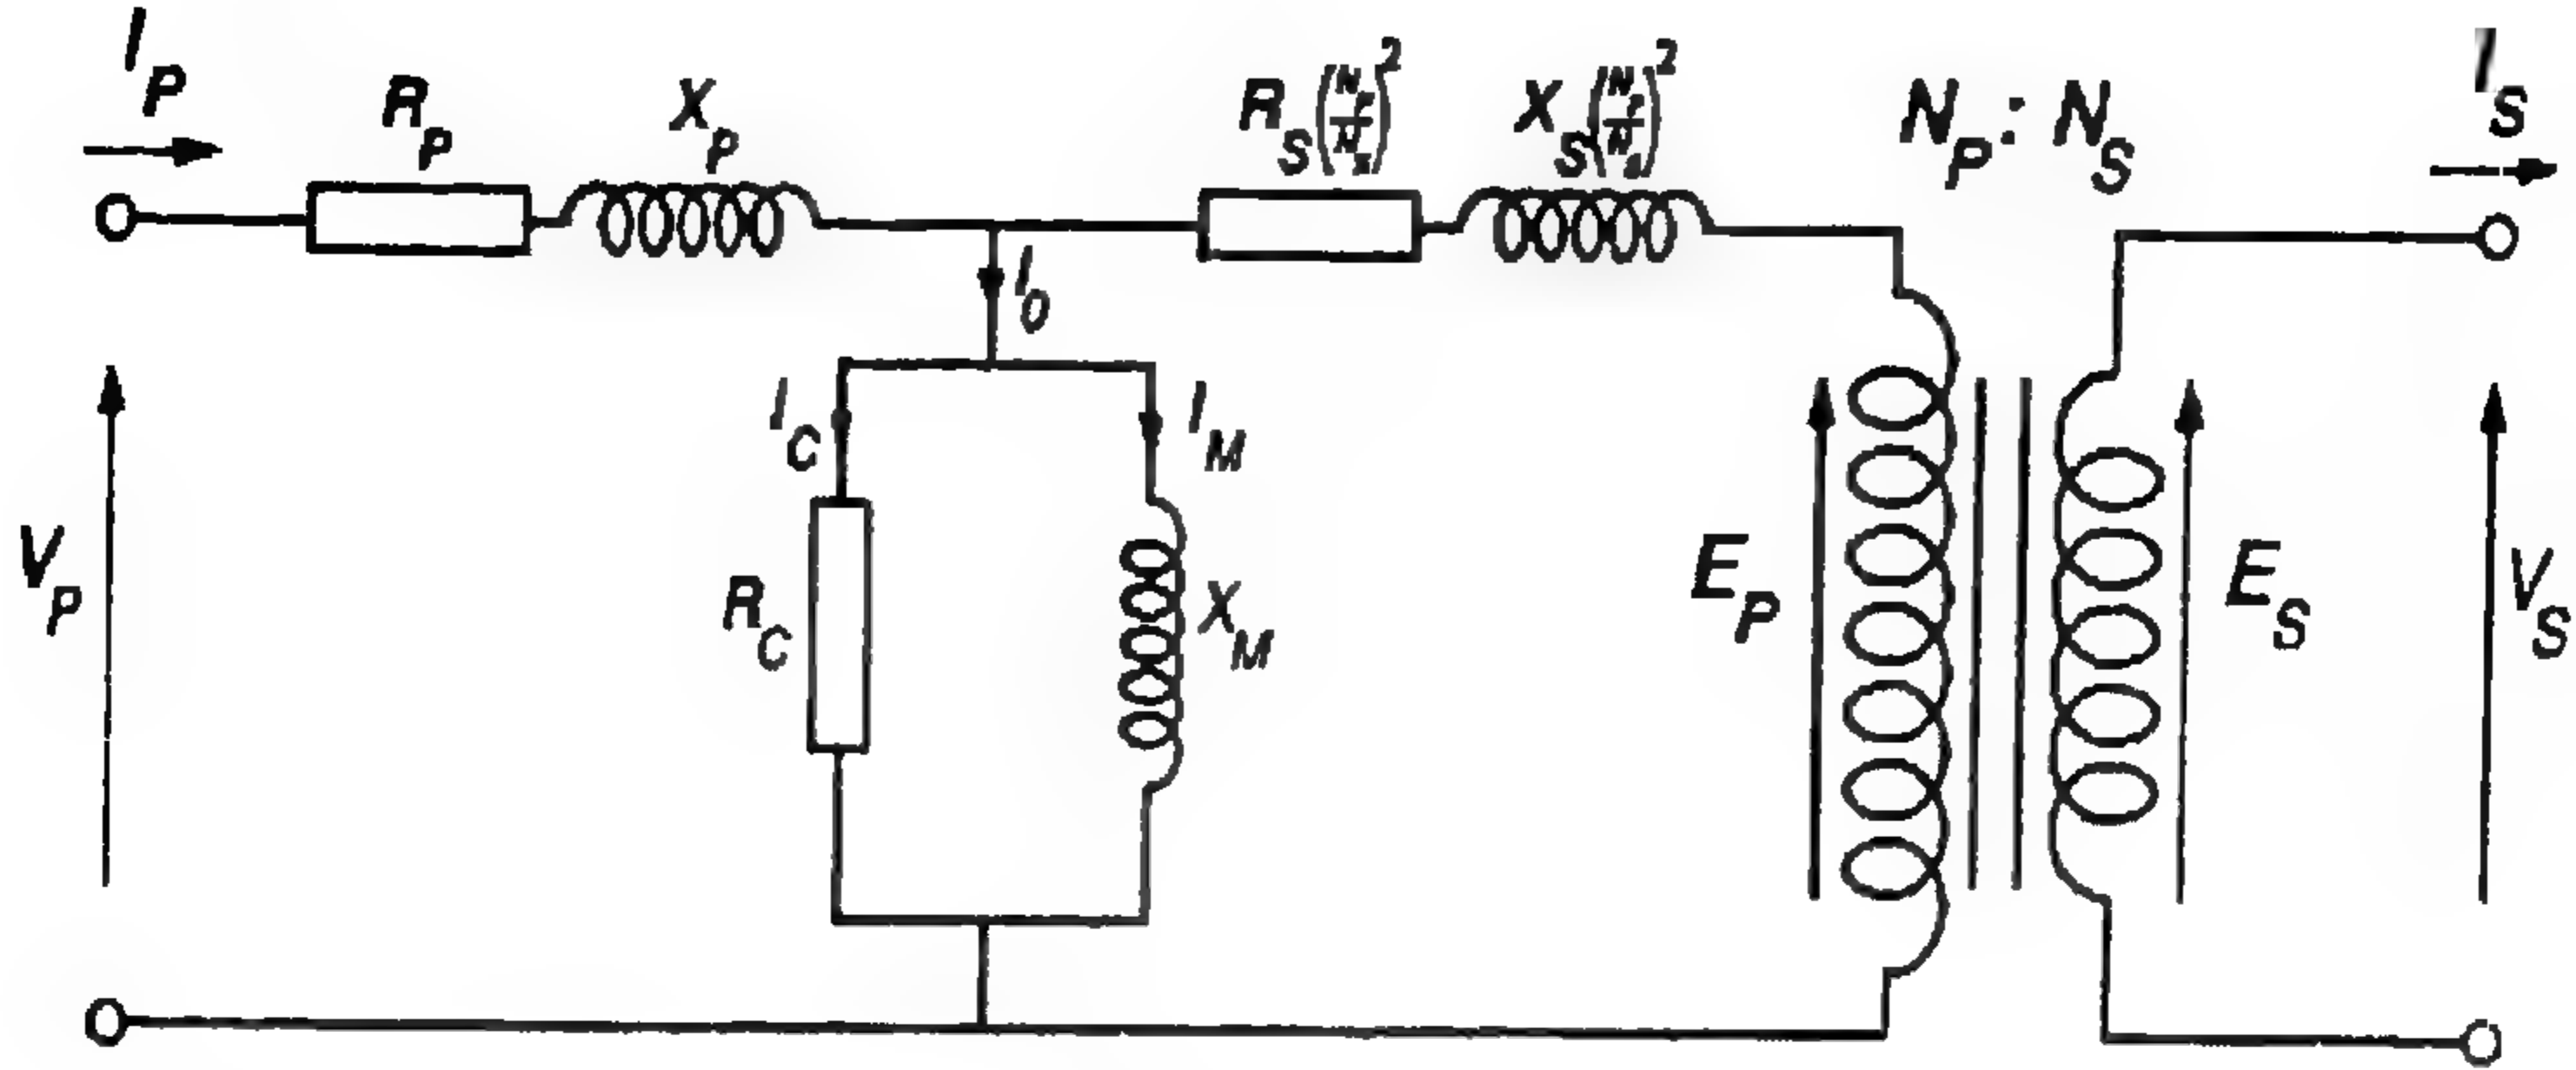 I_P
R_P
X_P
R_S(N_P/N_S)^2
X_S(N_P/N_S)^2
N_P : N_S
I_S
I_O
I_C
I_M
V_P
R_C
X_M
E_P
E_S
V_S